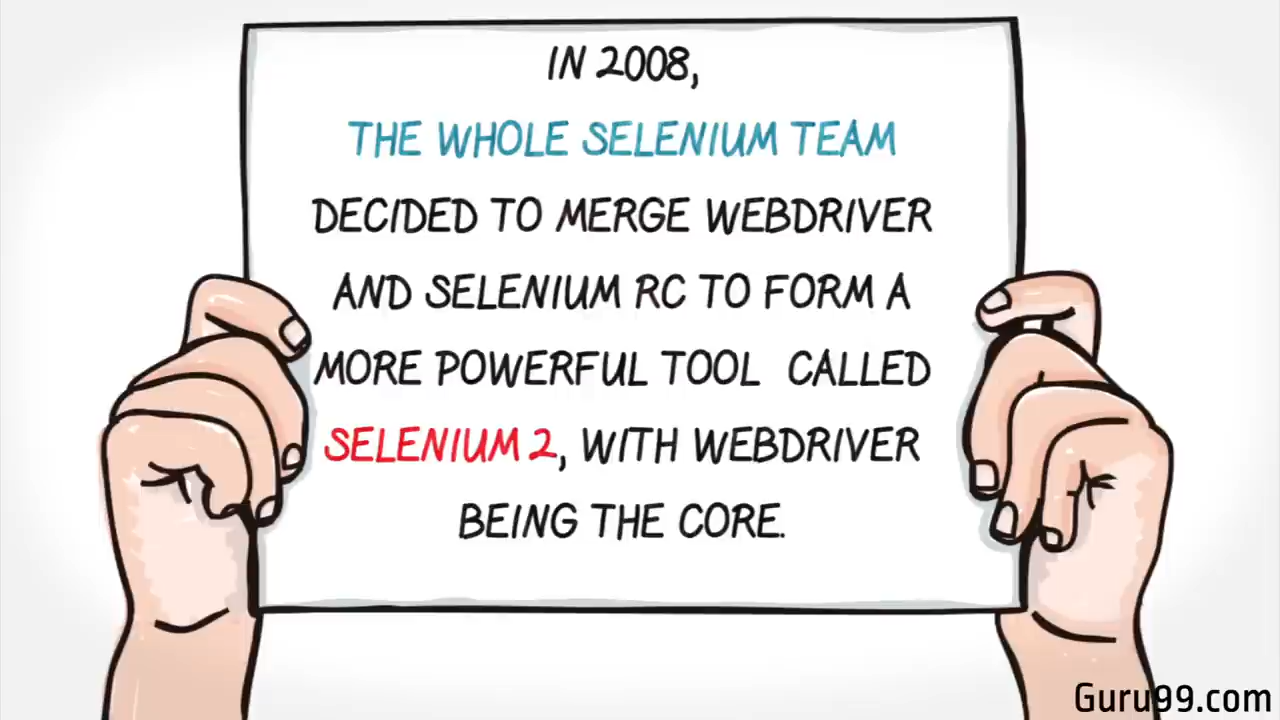 IN 2008,
THE WHOLE SELENIUM TEAM
DECIDED TO MERGE WEBDRIVER
AND SELENIUM RC TO FORM A
MORE POWERFUL TOOL CALLED
SELENIUM 2, WITH WEBDRIVER
BEING THE CORE.
Guru99.com